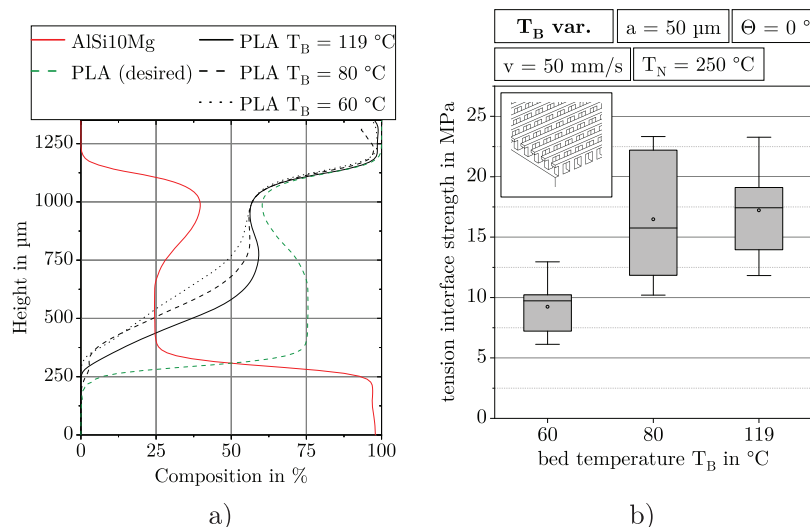 a)
AlSi10Mg
PLA (desired)
PLA T_B = 119 °C
PLA T_B = 80 °C
PLA T_B = 60 °C
Height in µm
1250
1000
750
500
250
0
0 25 50 75 100
Composition in %
b)
T_B var.
a = 50 µm
Θ = 0 °
v = 50 mm/s
T_N = 250 °C
tension interface strength in MPa
25
20
15
10
5
0
60 80 119
bed temperature T_B in °C
a)
b)